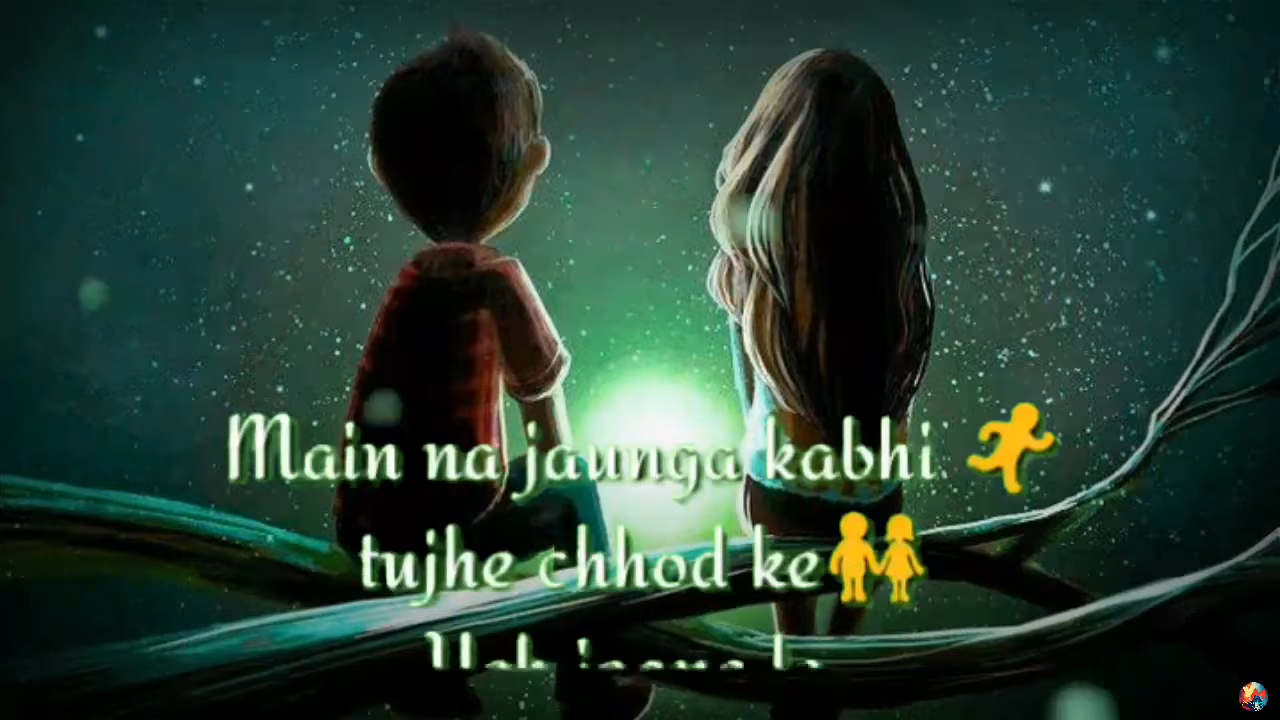 Main na jaunga kabhi 🏃
tujhe chhod ke👫